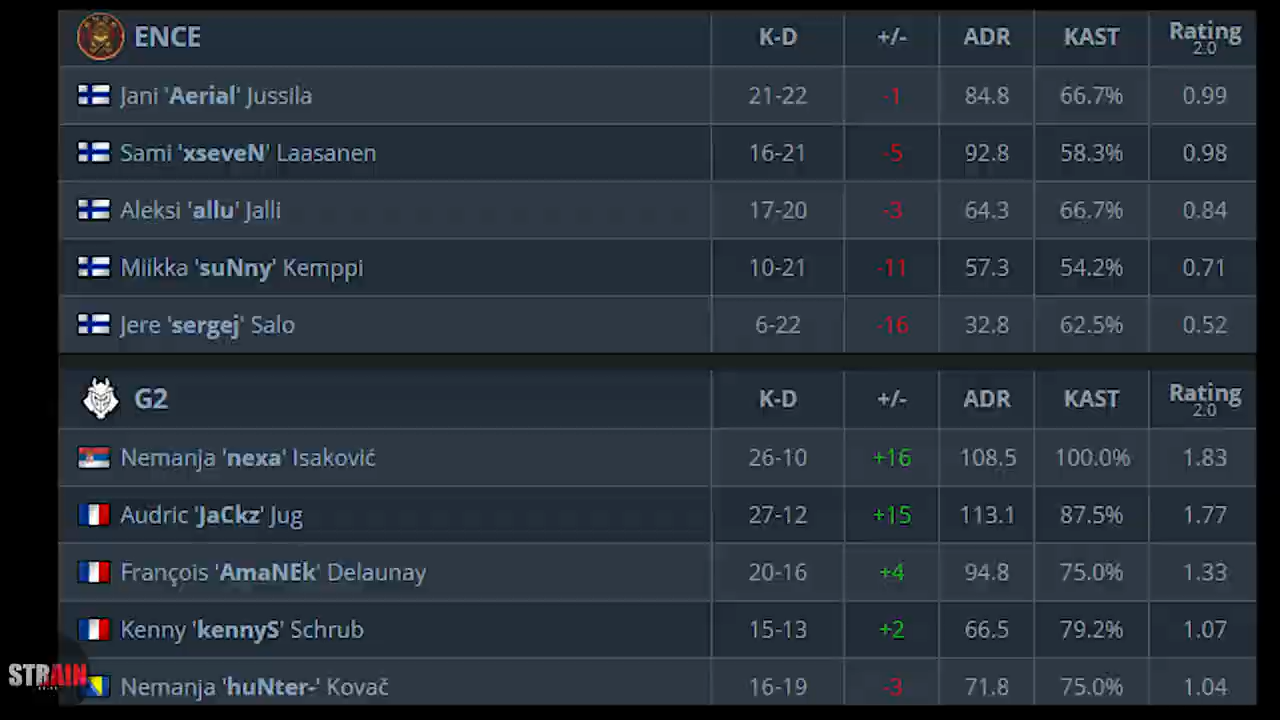 ENCE K-D +/- ADR KAST Rating 2.0
Jani 'Aerial' Jussila 21-22 -1 84.8 66.7% 0.99
Sami 'xseveN' Laasanen 16-21 -5 92.8 58.3% 0.98
Aleksi 'allu' Jalli 17-20 -3 64.3 66.7% 0.84
Miikka 'suNny' Kemppi 10-21 -11 57.3 54.2% 0.71
Jere 'sergej' Salo 6-22 -16 32.8 62.5% 0.52
G2 K-D +/- ADR KAST Rating 2.0
Nemanja 'nexa' Isaković 26-10 +16 108.5 100.0% 1.83
Audric 'JaCkz' Jug 27-12 +15 113.1 87.5% 1.77
François 'AmaNEk' Delaunay 20-16 +4 94.8 75.0% 1.33
Kenny 'kennyS' Schrub 15-13 +2 66.5 79.2% 1.07
Nemanja 'huNter-' Kovač 16-19 -3 71.8 75.0% 1.04
STRAIN